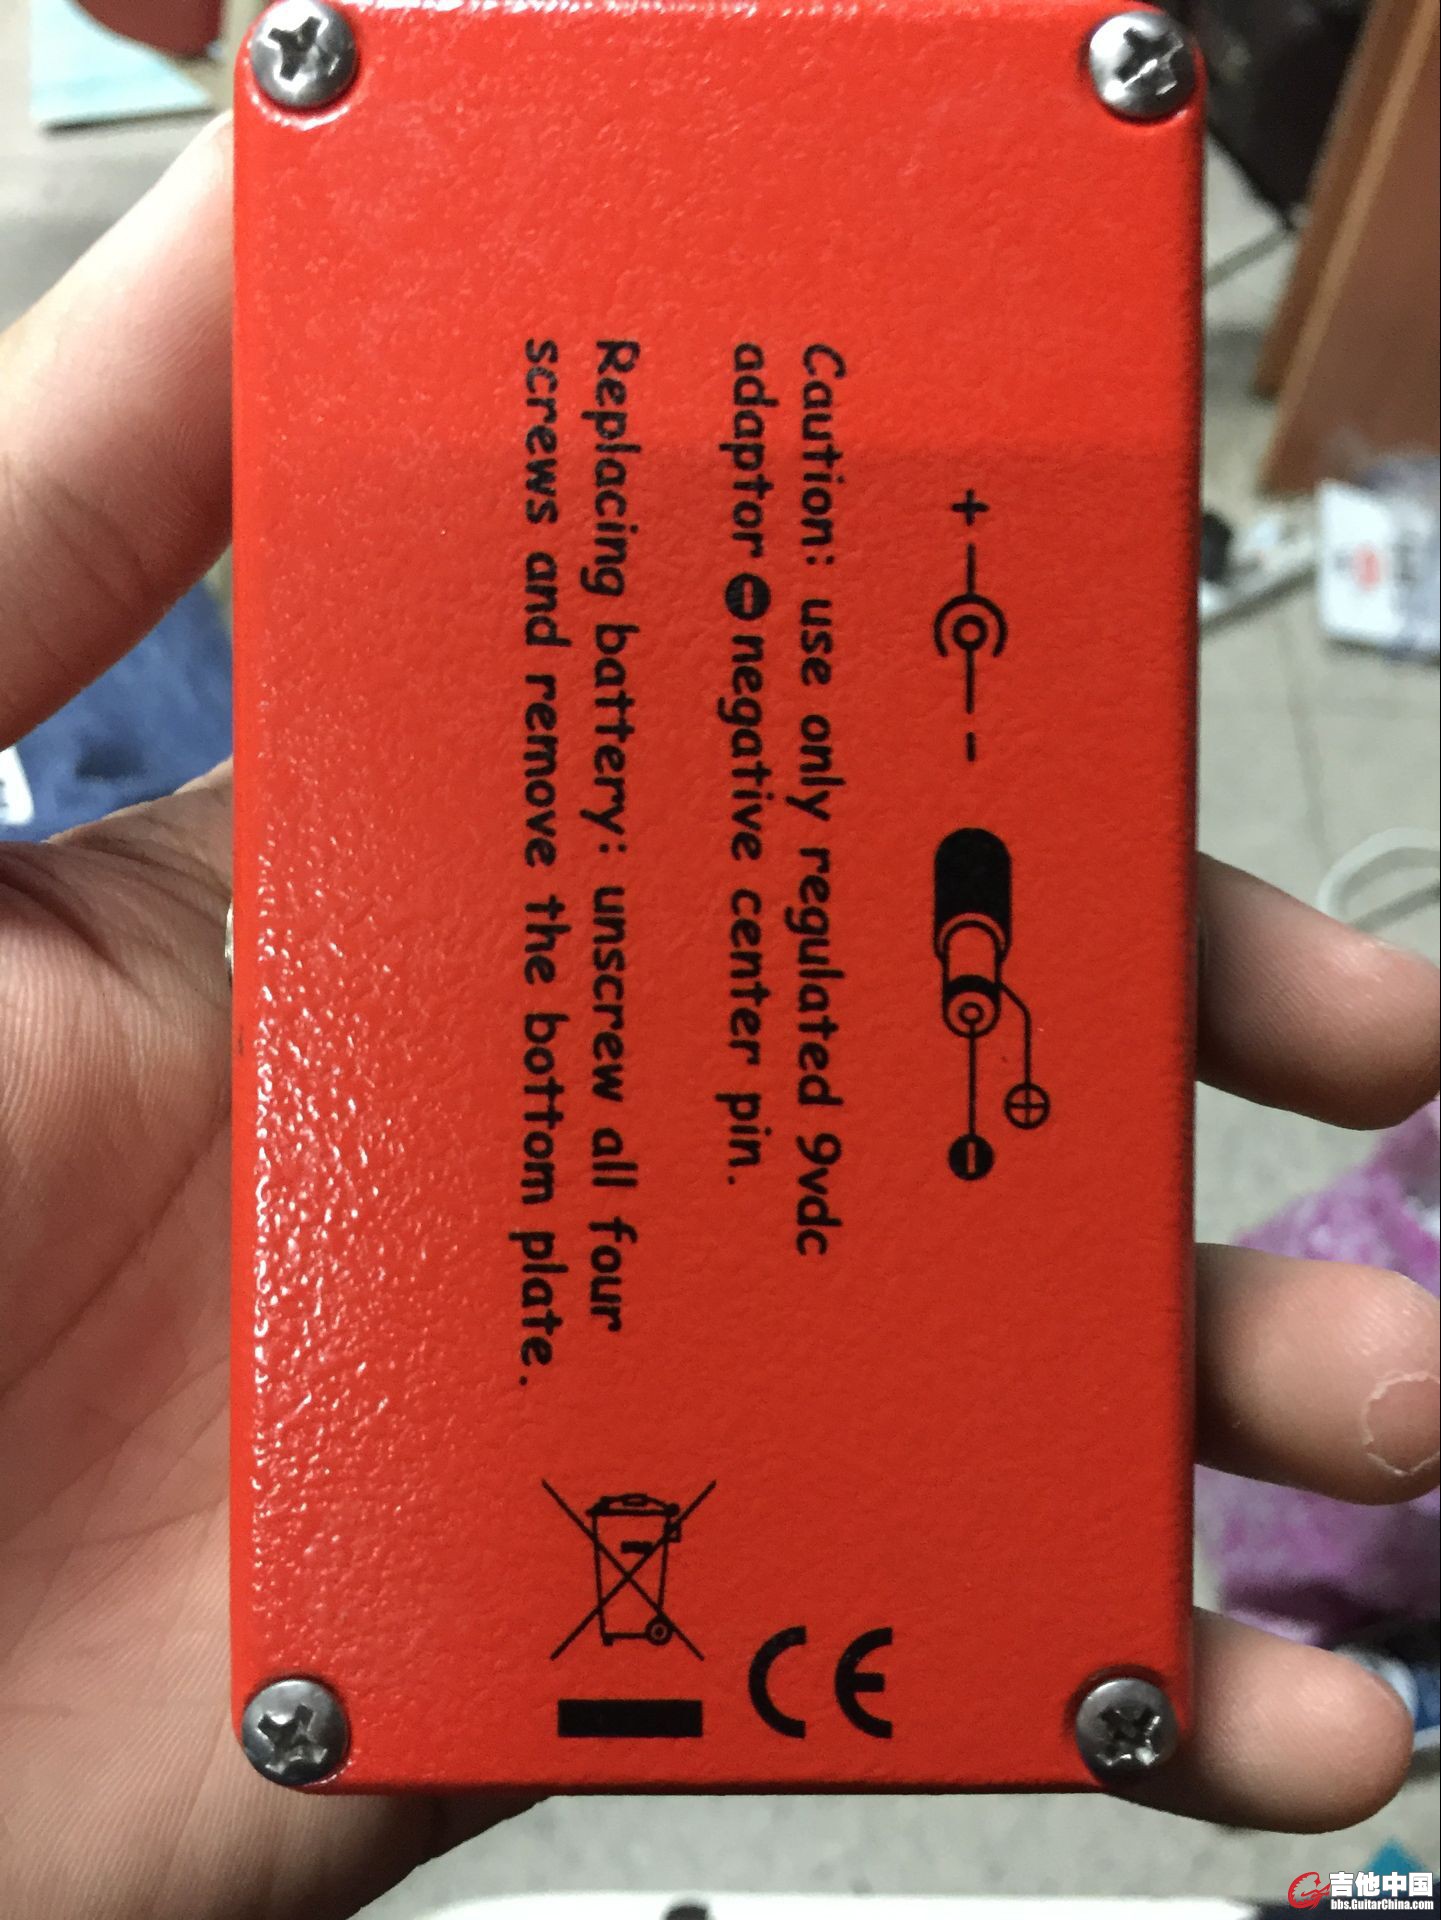 + -
Caution: use only regulated 9vdc
adaptor ⊖ negative center pin.
Replacing battery: unscrew all four
screws and remove the bottom plate.
CE
吉他中国
bbs.GuitarChina.com